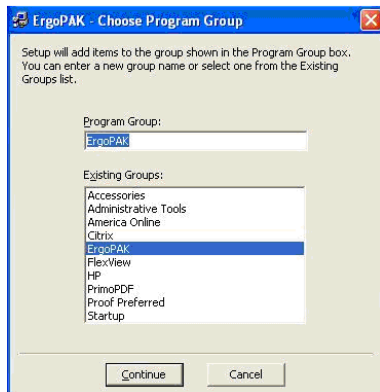 ErgoPAK - Choose Program Group
Setup will add items to the group shown in the Program Group box.
You can enter a new group name or select one from the Existing
Groups list.
Program Group:
ErgoPAK
Existing Groups:
Accessories
Administrative Tools
America Online
Citrix
ErgoPAK
FlexView
HP
PrimoPDF
Proof Preferred
Startup
Continue
Cancel